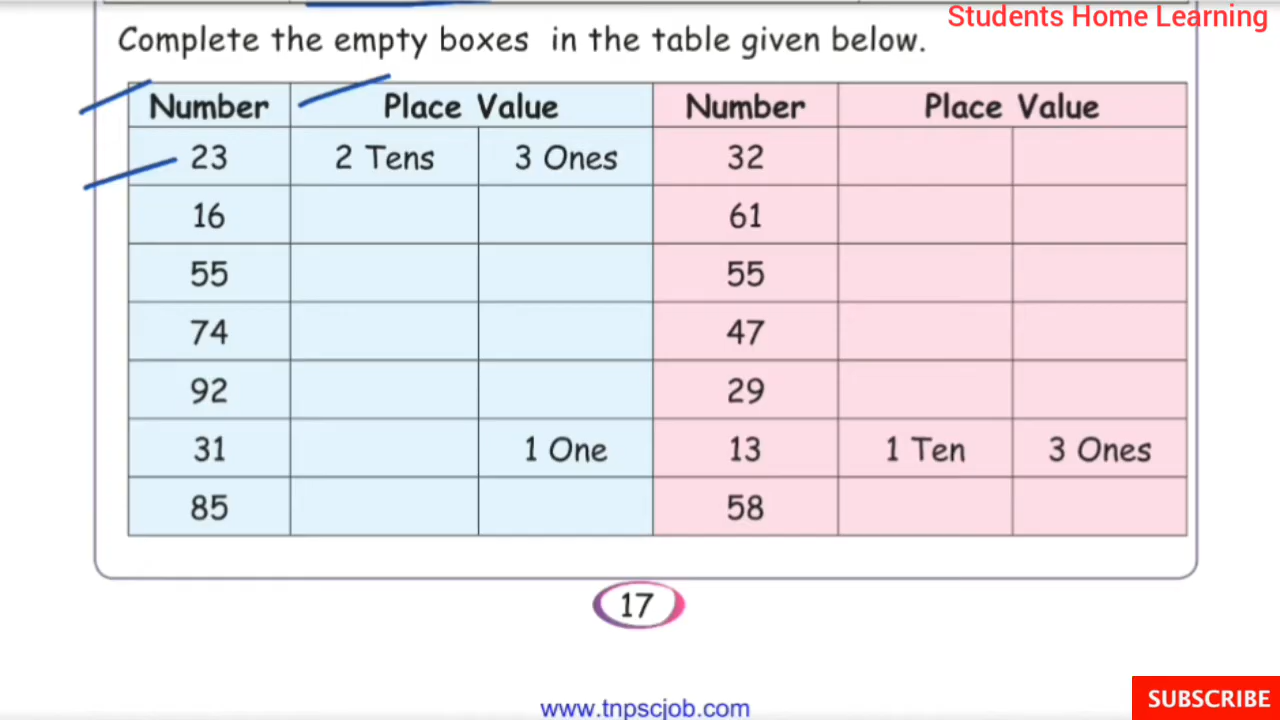 Students Home Learning
Complete the empty boxes in the table given below.
Number Place Value Number Place Value
23 2 Tens 3 Ones 32
16 61
55 55
74 47
92 29
31 1 One 13 1 Ten 3 Ones
85 58
17
www.tnpscjob.com
SUBSCRIBE